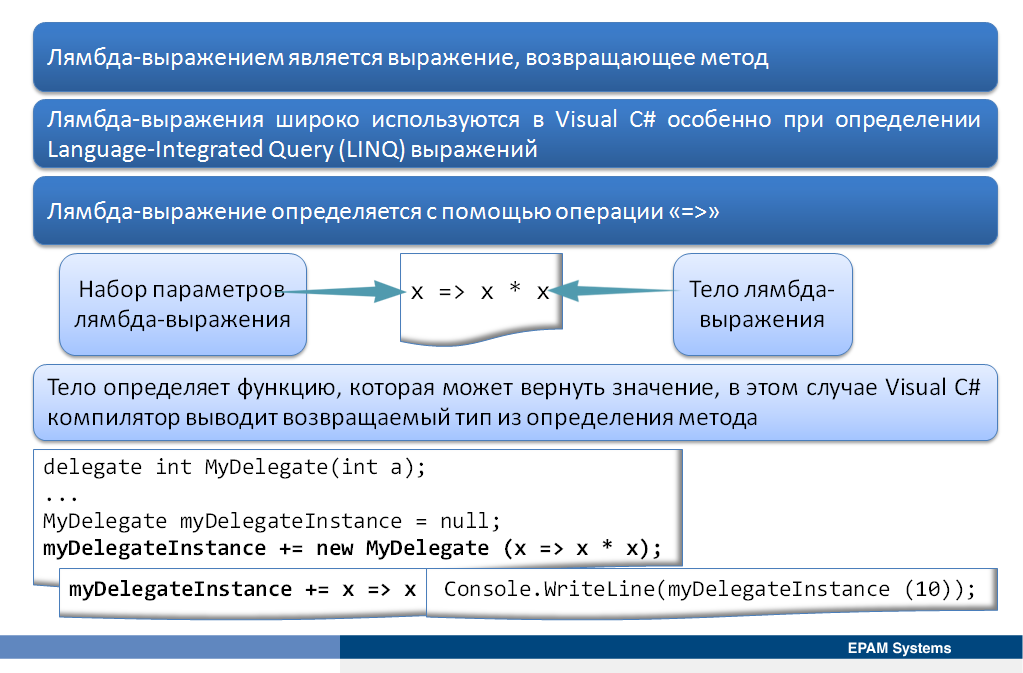 Лямбда-выражением является выражение, возвращающее метод
Лямбда-выражения широко используются в Visual C# особенно при определении
Language-Integrated Query (LINQ) выражений
Лямбда-выражение определяется с помощью операции «=>»
Набор параметров
лямбда-выражения
x => x * x
Тело лямбда-
выражения
Тело определяет функцию, которая может вернуть значение, в этом случае Visual C#
компилятор выводит возвращаемый тип из определения метода
delegate int MyDelegate(int a);
...
MyDelegate myDelegateInstance = null;
myDelegateInstance += new MyDelegate (x => x * x);
myDelegateInstance += x => x
Console.WriteLine(myDelegateInstance (10));
EPAM Systems